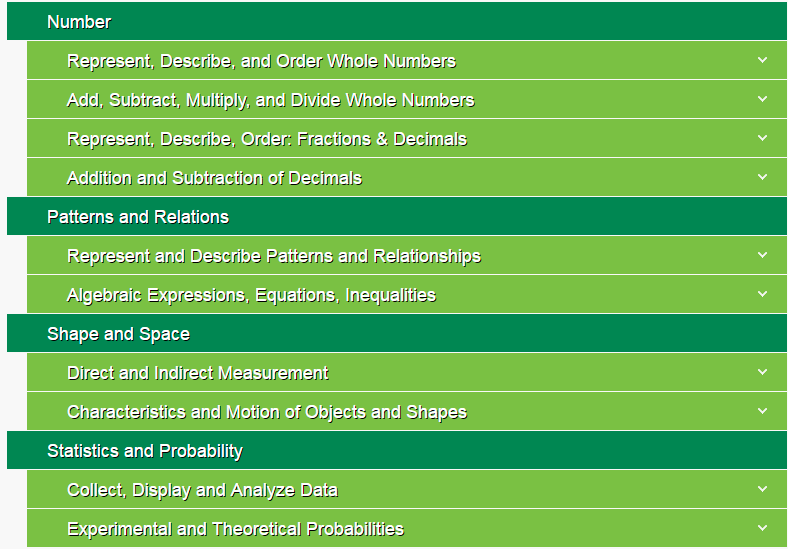 Number
Represent, Describe, and Order Whole Numbers
Add, Subtract, Multiply, and Divide Whole Numbers
Represent, Describe, Order: Fractions & Decimals
Addition and Subtraction of Decimals
Patterns and Relations
Represent and Describe Patterns and Relationships
Algebraic Expressions, Equations, Inequalities
Shape and Space
Direct and Indirect Measurement
Characteristics and Motion of Objects and Shapes
Statistics and Probability
Collect, Display and Analyze Data
Experimental and Theoretical Probabilities